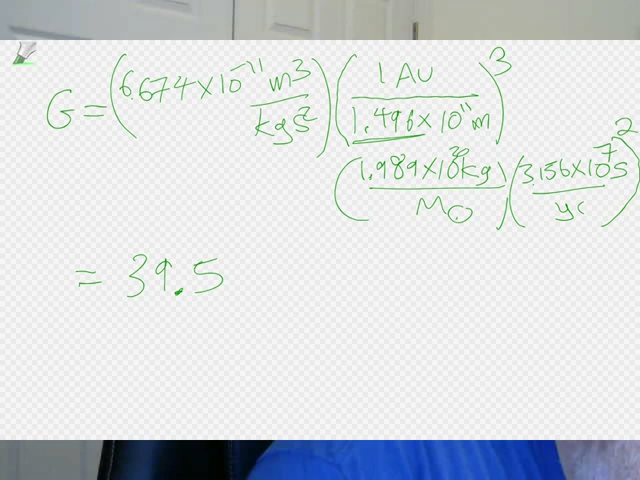 G = (6.674×10⁻¹¹ m³/kg s²) (1 AU/1.496×10¹¹ m)³
(1.989×10³⁰ kg/M⊙) (3.156×10⁷ s/yr)²
= 39.5